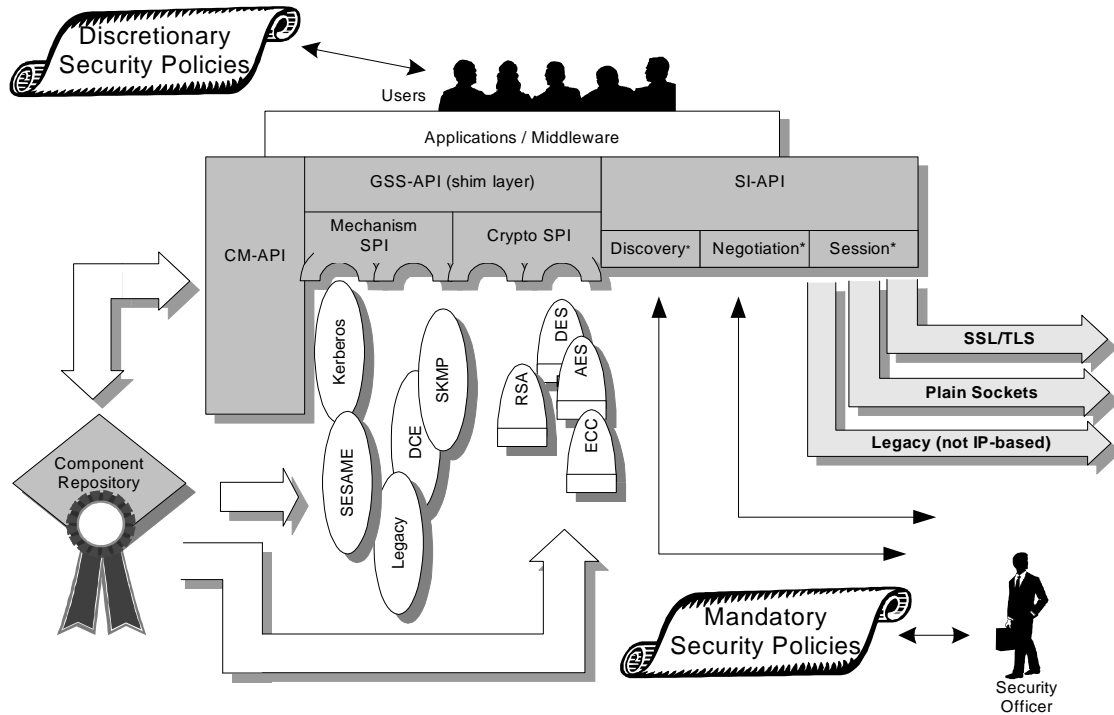 Discretionary
Security Policies
Users
Applications / Middleware
CM-API
GSS-API (shim layer)
SI-API
Mechanism
SPI
Crypto SPI
Discovery*
Negotiation*
Session*
Kerberos
SKMP
DCE
SESAME
Legacy
DES
AES
RSA
ECC
SSL/TLS
Plain Sockets
Legacy (not IP-based)
Component
Repository
Mandatory
Security Policies
Security
Officer